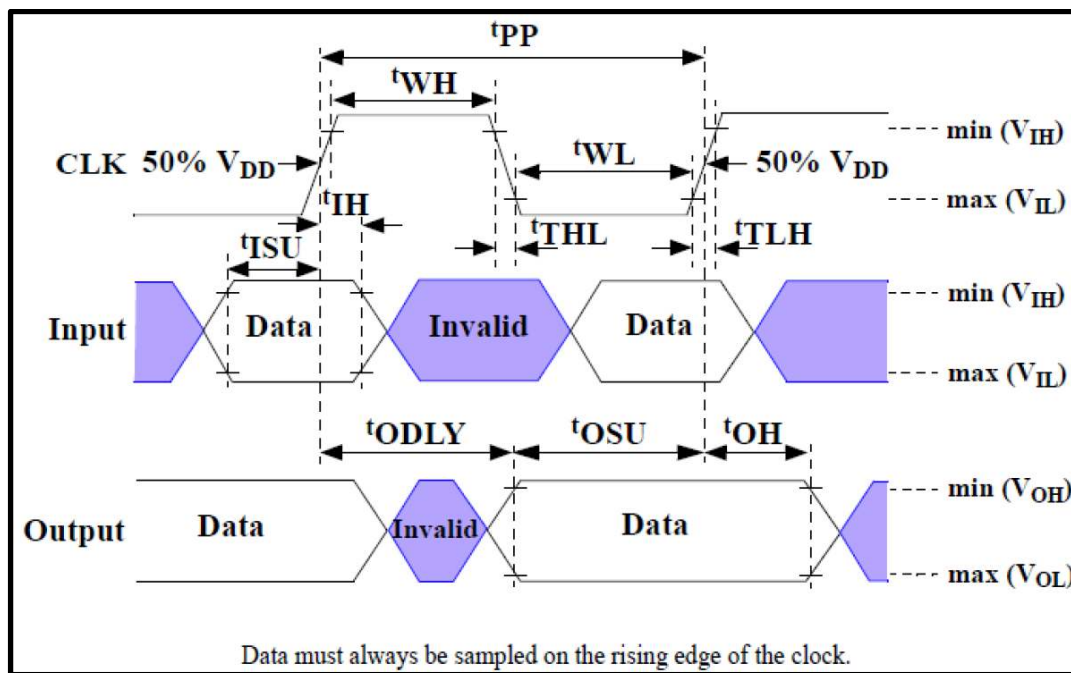 tPP
tWH
min (VIH)
CLK 50% VDD
tWL
50% VDD
max (VIL)
tIH
tTHL
tTLH
tISU
min (VIH)
Input
Data
Invalid
Data
max (VIL)
tODLY
tOSU
tOH
min (VOH)
Output
Data
Invalid
Data
max (VOL)
Data must always be sampled on the rising edge of the clock.